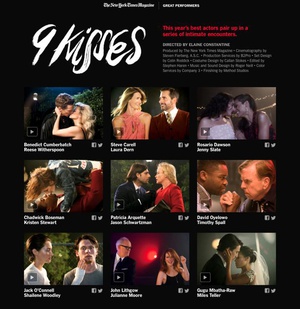 The New York Times Magazine | GREAT PERFORMERS
9 Kisses
This year's best actors pair up in a
series of intimate encounters.
DIRECTED BY ELAINE CONSTANTINE
Benedict Cumberbatch
Reese Witherspoon
Steve Carell
Laura Dern
Rosario Dawson
Jenny Slate
Chadwick Boseman
Kristen Stewart
Patricia Arquette
Jason Schwartzman
David Oyelowo
Timothy Spall
Jack O'Connell
Shailene Woodley
John Lithgow
Julianne Moore
Gugu Mbatha-Raw
Miles Teller